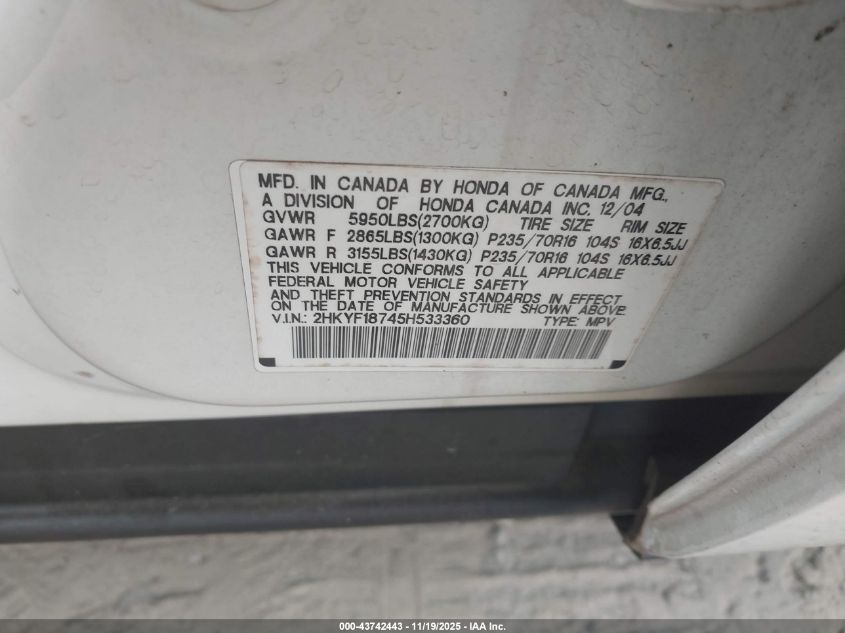 MFD. IN CANADA BY HONDA OF CANADA MFG.,
A DIVISION OF HONDA CANADA INC. 12/04
GVWR 5950LBS(2700KG) TIRE SIZE RIM SIZE
GAWR F 2865LBS(1300KG) P235/70R16 104S 16X6.5JJ
GAWR R 3155LBS(1430KG) P235/70R16 104S 16X6.5JJ
THIS VEHICLE CONFORMS TO ALL APPLICABLE
FEDERAL MOTOR VEHICLE SAFETY
AND THEFT PREVENTION STANDARDS IN EFFECT
ON THE DATE OF MANUFACTURE SHOWN ABOVE
V.I.N.: 2HKYF18745H533360 TYPE: MPV
000-43742443 - 11/19/2025 - IAA Inc.